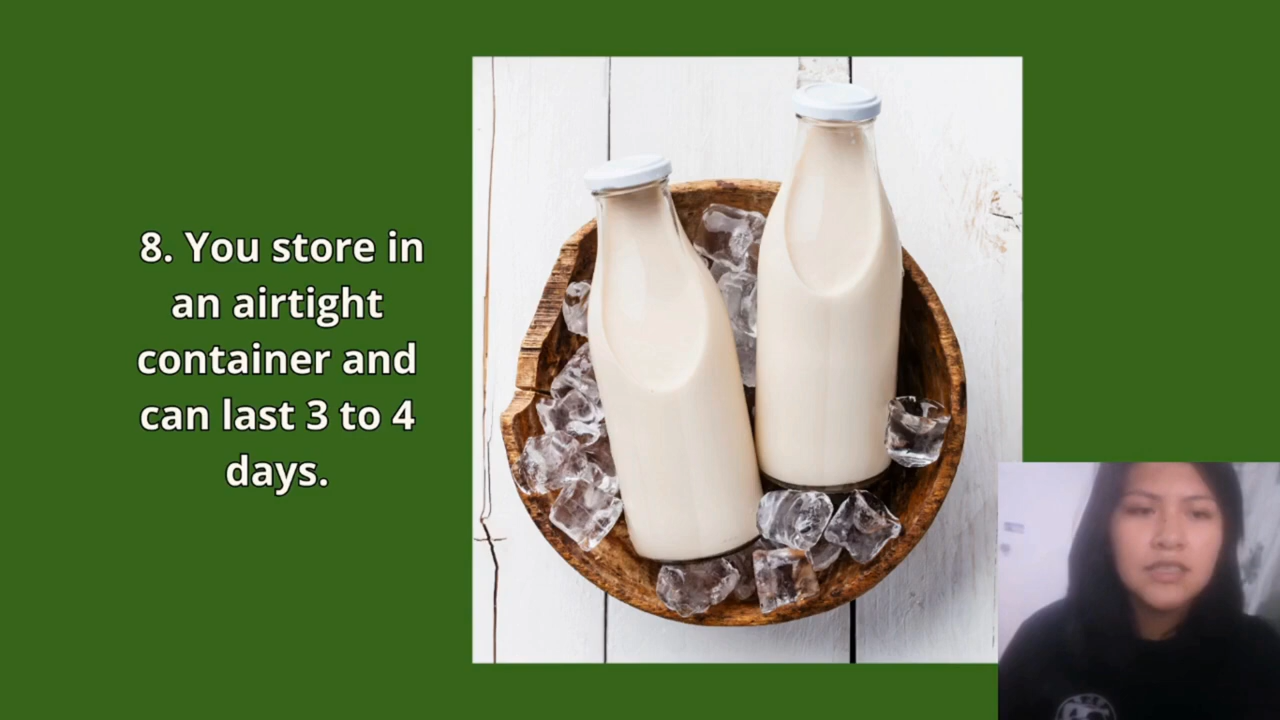 8. You store in
an airtight
container and
can last 3 to 4
days.